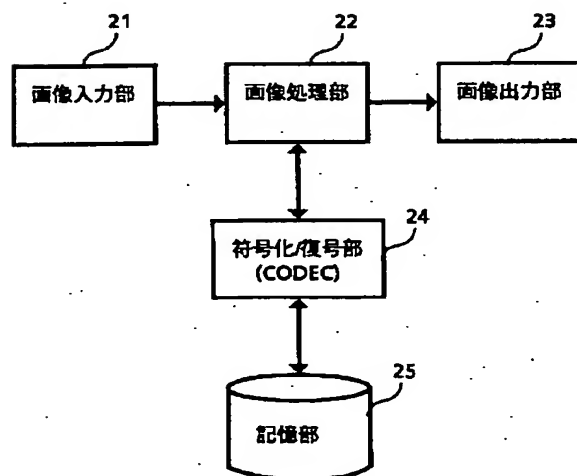 21
22
23
画像入力部
画像処理部
画像出力部
24
符号化/復号部
(CODEC)
25
記憶部